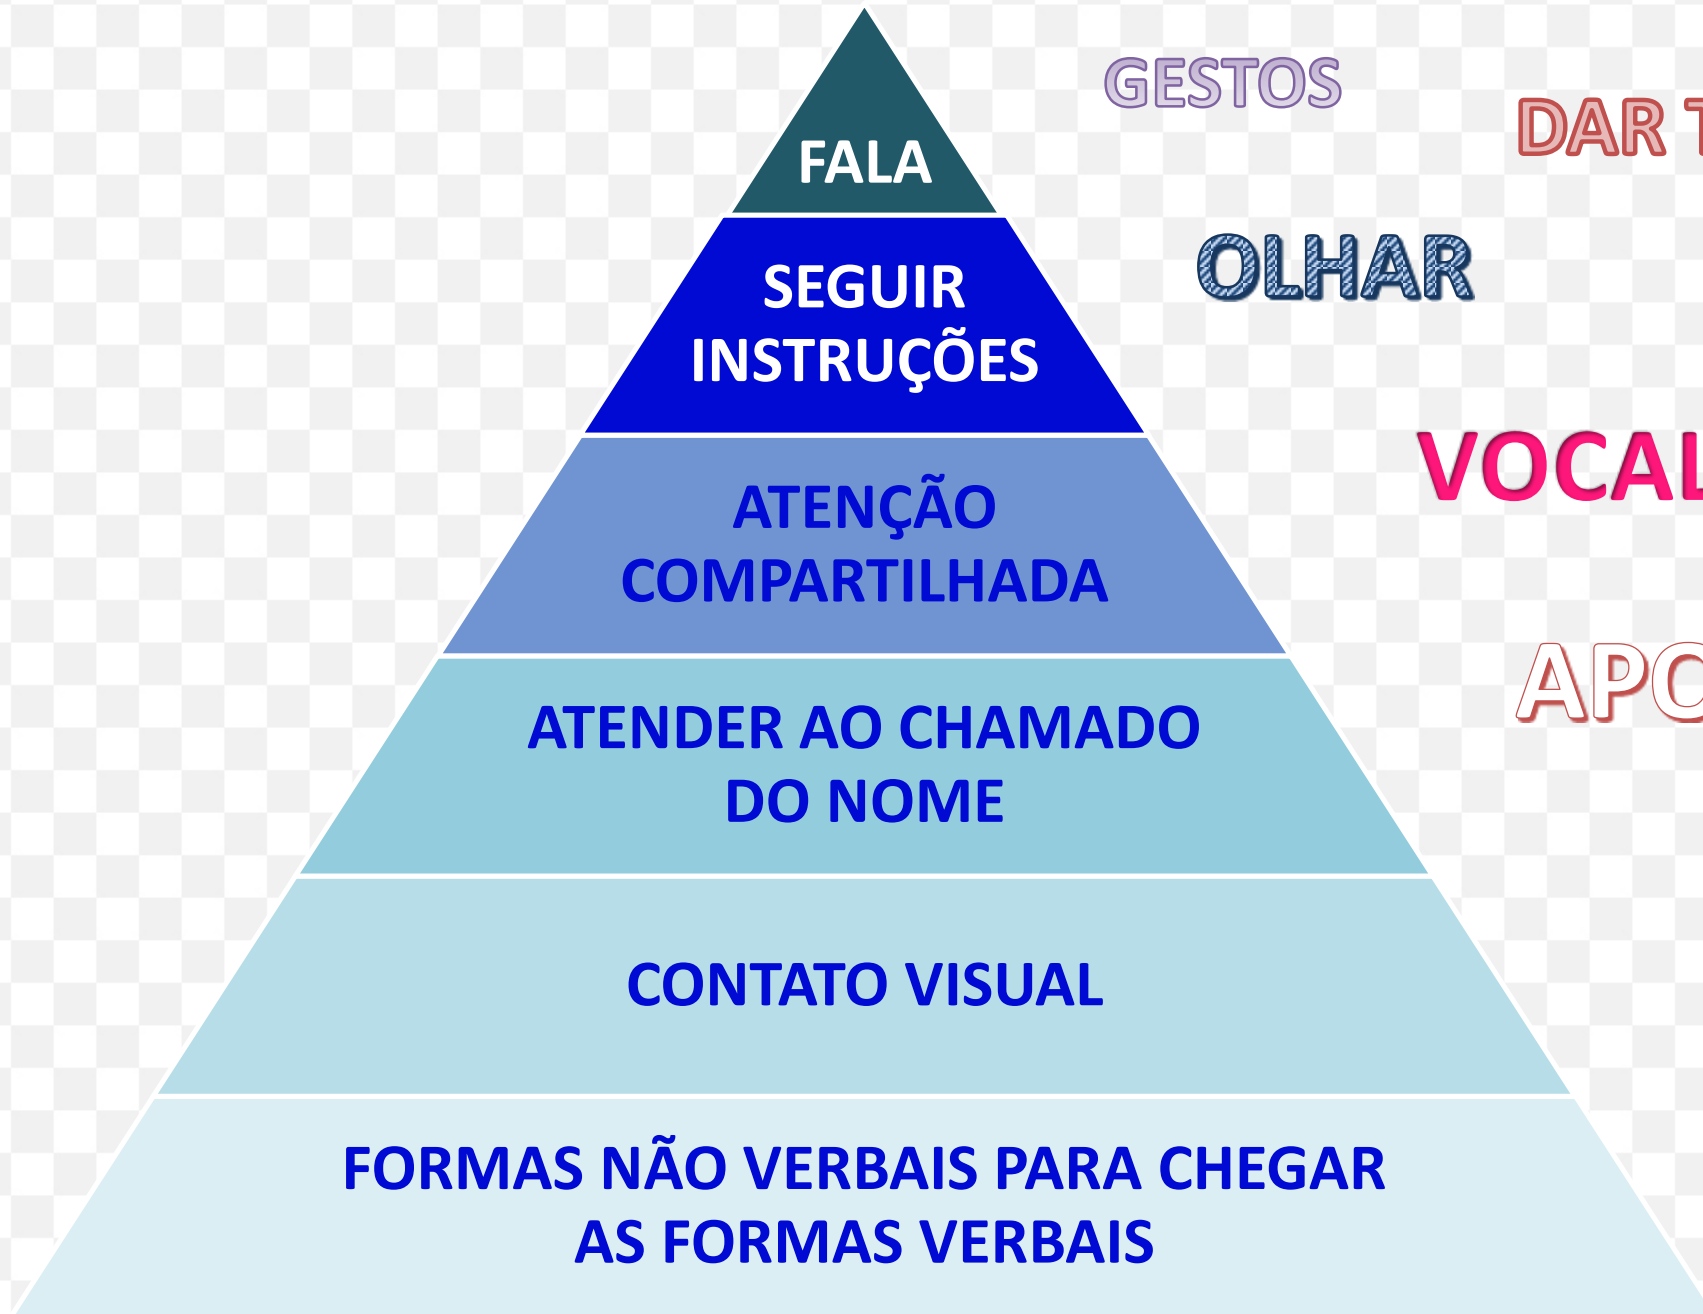 FALA
SEGUIR
INSTRUÇÕES
ATENÇÃO
COMPARTILHADA
ATENDER AO CHAMADO
DO NOME
CONTATO VISUAL
FORMAS NÃO VERBAIS PARA CHEGAR
AS FORMAS VERBAIS
GESTOS
DAR
OLHAR